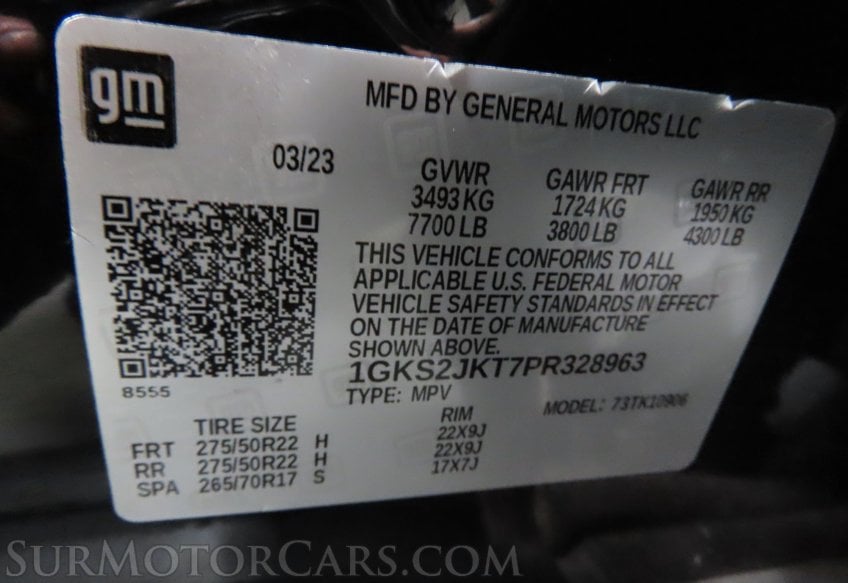 gm
MFD BY GENERAL MOTORS LLC
03/23
GVWR GAWR FRT GAWR RR
3493 KG 1724 KG 1950 KG
7700 LB 3800 LB 4300 LB
THIS VEHICLE CONFORMS TO ALL
APPLICABLE U.S. FEDERAL MOTOR
VEHICLE SAFETY STANDARDS IN EFFECT
ON THE DATE OF MANUFACTURE
SHOWN ABOVE.
1GKS2JKT7PR328963
8555
TYPE: MPV MODEL: 73TK10906
TIRE SIZE RIM
FRT 275/50R22 H 22X9J
RR 275/50R22 H 22X9J
SPA 265/70R17 S 17X7J
SURMOTORCARS.COM